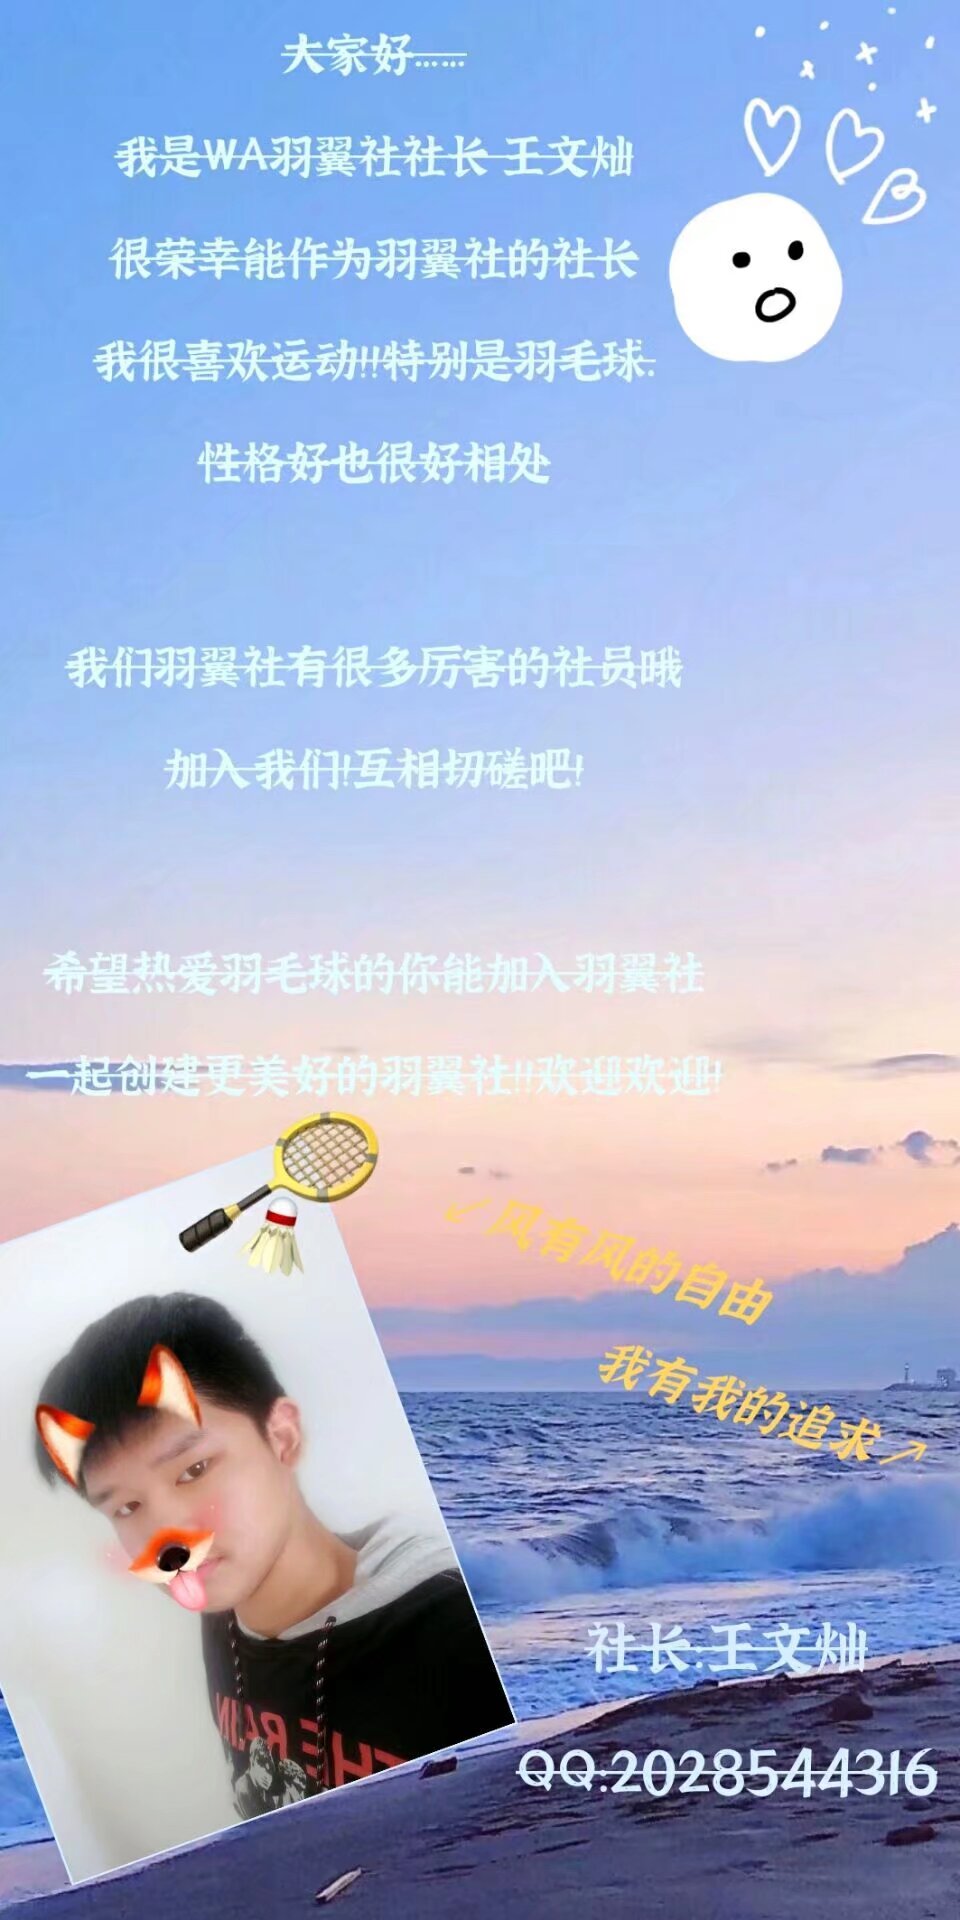 大家好……
我是WA羽翼社社长 王文灿
很荣幸能作为羽翼社的社长
我很喜欢运动!!特别是羽毛球.
性格好也很好相处
我们羽翼社有很多厉害的社员哦
加入我们!互相切磋吧!
希望热爱羽毛球的你能加入羽翼社
一起创建更美好的羽翼社!!欢迎欢迎!
↙风有风的自由
我有我的追求↗
社长:王文灿
QQ:2028544316
THE RAIN